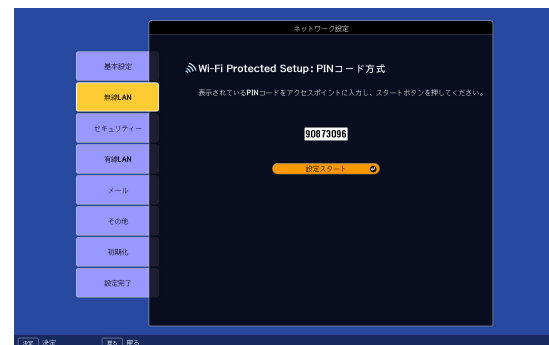 ネットワーク設定
基本設定
無線LAN
セキュリティー
有線LAN
メール
その他
初期化
設定完了
Wi-Fi Protected Setup: PINコード方式
表示されているPINコードをアクセスポイントに入力し、スタートボタンを押してください。
90873096
設定スタート
決定 決定 戻る 戻る